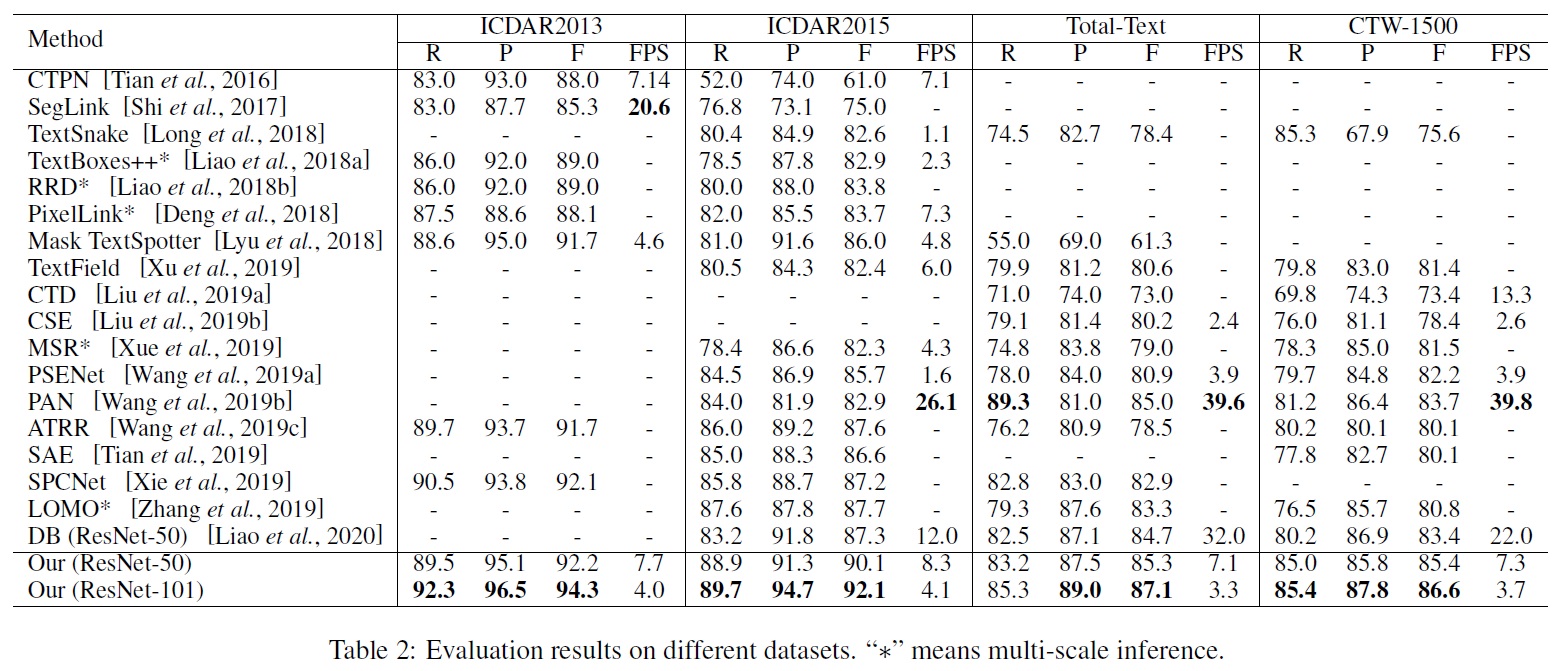 Method ICDAR2013 ICDAR2015 Total-Text CTW-1500
R P F FPS R P F FPS R P F FPS R P F FPS
CTPN [Tian et al., 2016] 83.0 93.0 88.0 7.14 52.0 74.0 61.0 7.1 - - - - - - - -
SegLink [Shi et al., 2017] 83.0 87.7 85.3 20.6 76.8 73.1 75.0 - - - - - - - - -
TextSnake [Long et al., 2018] - - - - 80.4 84.9 82.6 1.1 74.5 82.7 78.4 - 85.3 67.9 75.6 -
TextBoxes++* [Liao et al., 2018a] 86.0 92.0 89.0 - 78.5 87.8 82.9 2.3 - - - - - - - -
RRD* [Liao et al., 2018b] 86.0 92.0 89.0 - 80.0 88.0 83.8 - - - - - - - - -
PixelLink* [Deng et al., 2018] 87.5 88.6 88.1 - 82.0 85.5 83.7 7.3 - - - - - - - -
Mask TextSpotter [Lyu et al., 2018] 88.6 95.0 91.7 4.6 81.0 91.6 86.0 4.8 55.0 69.0 61.3 - - - - -
TextField [Xu et al., 2019] - - - - 80.5 84.3 82.4 6.0 79.9 81.2 80.6 - 79.8 83.0 81.4 -
CTD [Liu et al., 2019a] - - - - - - - - 71.0 74.0 73.0 - 69.8 74.3 73.4 13.3
CSE [Liu et al., 2019b] - - - - - - - - 79.1 81.4 80.2 2.4 76.0 81.1 78.4 2.6
MSR* [Xue et al., 2019] - - - - 78.4 86.6 82.3 4.3 74.8 83.8 79.0 - 78.3 85.0 81.5 -
PSENet [Wang et al., 2019a] - - - - 84.5 86.9 85.7 1.6 78.0 84.0 80.9 3.9 79.7 84.8 82.2 3.9
PAN [Wang et al., 2019b] - - - - 84.0 81.9 82.9 26.1 89.3 81.0 85.0 39.6 81.2 86.4 83.7 39.8
ATRR [Wang et al., 2019c] 89.7 93.7 91.7 - 86.0 89.2 87.6 - 76.2 80.9 78.5 - 80.2 80.1 80.1 -
SAE [Tian et al., 2019] - - - - 85.0 88.3 86.6 - - - - - 77.8 82.7 80.1 -
SPCNet [Xie et al., 2019] 90.5 93.8 92.1 - 85.8 88.7 87.2 - 82.8 83.0 82.9 - - - - -
LOMO* [Zhang et al., 2019] - - - - 87.6 87.8 87.7 - 79.3 87.6 83.3 - 76.5 85.7 80.8 -
DB (ResNet-50) [Liao et al., 2020] - - - - 83.2 91.8 87.3 12.0 82.5 87.1 84.7 32.0 80.2 86.9 83.4 22.0
Our (ResNet-50) 89.5 95.1 92.2 7.7 88.9 91.3 90.1 8.3 83.2 87.5 85.3 7.1 85.0 85.8 85.4 7.3
Our (ResNet-101) 92.3 96.5 94.3 4.0 89.7 94.7 92.1 4.1 85.3 89.0 87.1 3.3 85.4 87.8 86.6 3.7
Table 2: Evaluation results on different datasets. “∗” means multi-scale inference.